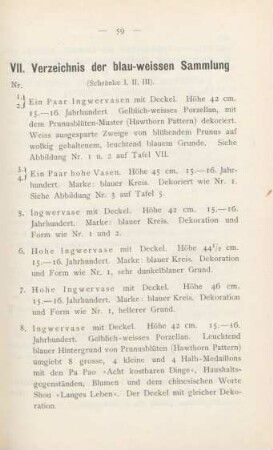 — 59 —
VII. Verzeichnis der blau-weissen Sammlung
Nr. (Schränke I, II, III).
1.} Ein Paar Ingwervasen mit Deckel. Höhe 42 cm.
2.} 15.—16. Jahrhundert Gelblich-weisses Porzellan, mit
dem Prunusblüten-Muster (Hawthorn Pattern) dekoriert.
Weiss ausgesparte Zweige von blühendem Prunus auf
wolkig gehaltenem, leuchtend blauem Grunde, Siehe
Abbildung Nr. 1 u. 2 auf Tafel VII.
3.} Ein Paar hohe Vasen. Höhe 45 cm. 15.—16. Jahr-
4.} hundert. Marke: blauer Kreis. Dekoriert wie Nr. 1.
Siehe Abbildung Nr. 3 auf Tafel 5.
5. Ingwervase mit Deckel. Höhe 42 cm. 15.—16. Jahr-
hundert. Marke: blauer Kreis. Dekoration und
Form wie Nr. 1 und 2.
6. Hohe Ingwervase mit Deckel. Höhe 44½ cm.
15.—16. Jahrhundert. Marke: blauer Kreis, Dekoration
und Form wie Nr. 1, sehr dunkelblauer Grund.
7. Hohe Ingwervase mit Deckel. Höhe 46 cm.
15.—16. Jahrhundert. Marke: blauer Kreis, Dekoration
und Form wie Nr. 1, hellerer Grund.
8. Ingwervase mit Deckel. Höhe 42 cm. 15.—16.
Jahrhundert. Gelblich-weisses Porzellan. Leuchtend
blauer Hintergrund von Prunusblüten (Hawthorn Pattern)
umgiebt 8 grosse, 4 kleine und 4 Halb-Medaillons
mit den Pa Pao «Acht kostbaren Dinge», Haushalts-
gegenständen, Blumen und dem chinesischen Worte
Shou «Langes Leben». Der Deckel mit gleicher Deko-
ration